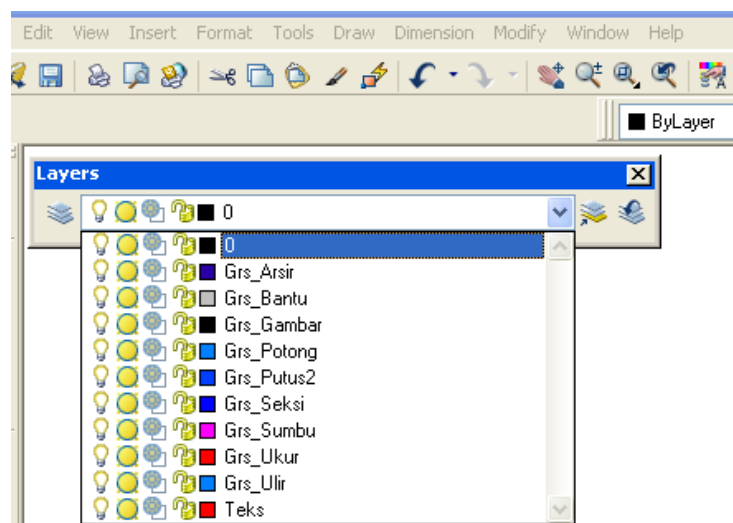 Edit View Insert Format Tools Draw Dimension Modify Window Help
ByLayer
Layers
0
0
Grs_Arsir
Grs_Bantu
Grs_Gambar
Grs_Potong
Grs_Putus2
Grs_Seksi
Grs_Sumbu
Grs_Ukur
Grs_Ulir
Teks